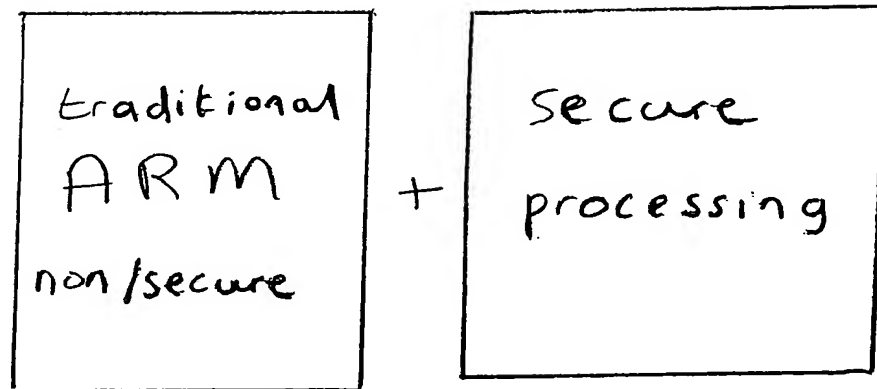 traditional
ARM
non/secure
+
secure
processing